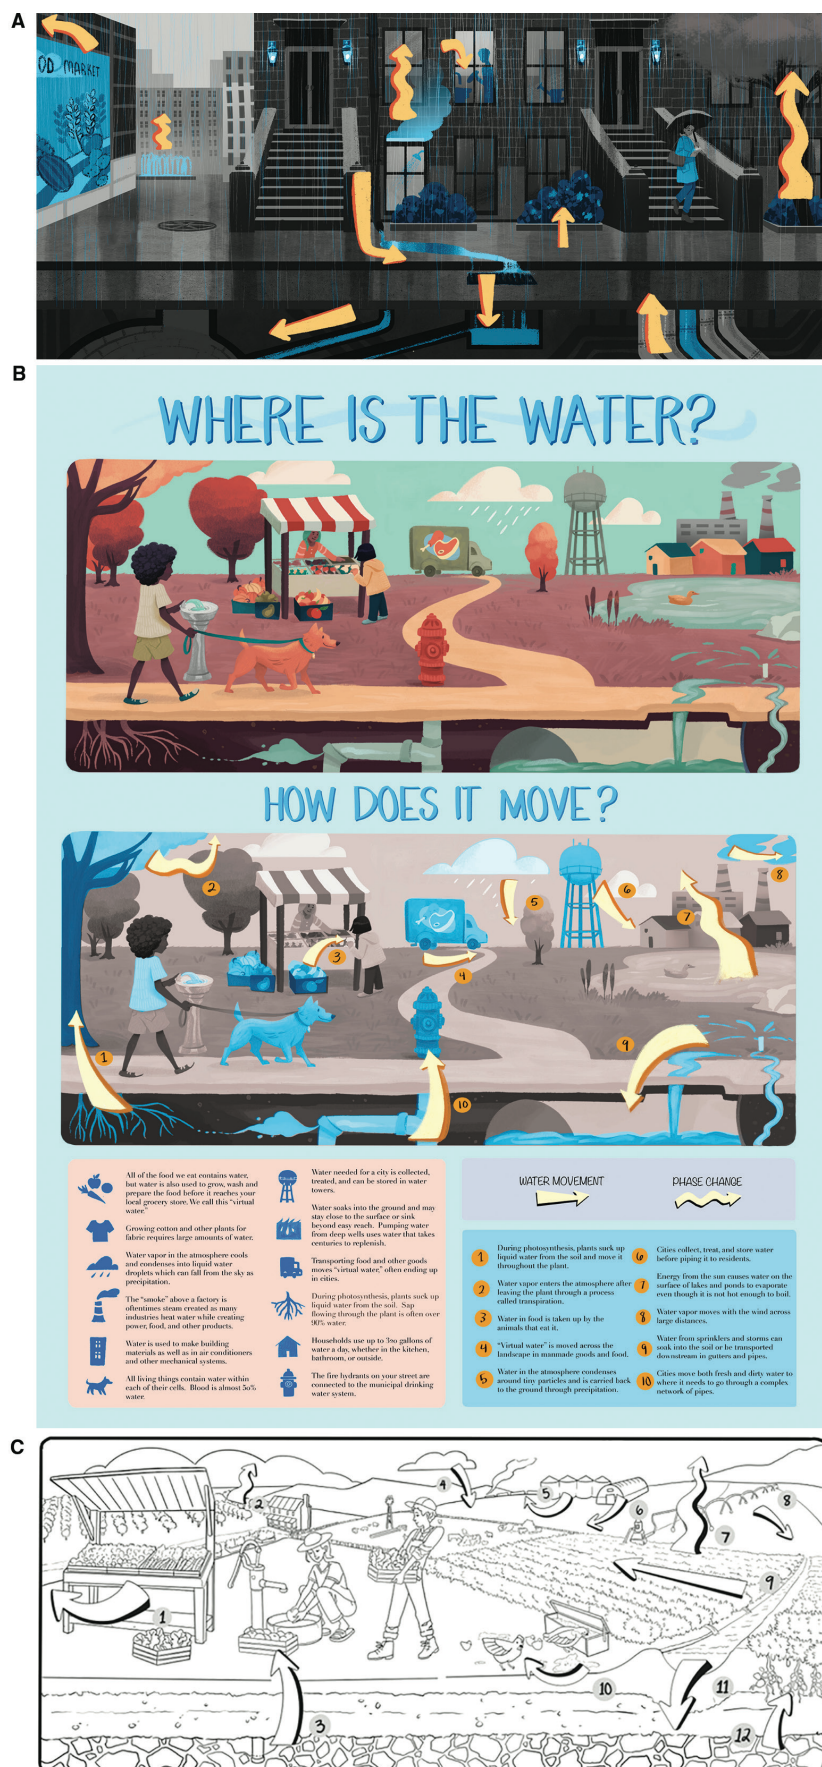 A
OD MARKET
B
WHERE IS THE WATER?
HOW DOES IT MOVE?
1
2
3
4
5
6
7
8
9
10
All of the food we eat contains water,
but water is also used to grow, wash and
prepare the food before it reaches your
local grocery store. We call this "virtual
water."
Growing cotton and other plants for
fabric requires large amounts of water.
Water vapor in the atmosphere cools
and condenses into liquid water
droplets which can fall from the sky as
precipitation.
The "smoke" above a factory is
oftentimes steam created as many
industries heat water while creating
power, food, and other products.
Water is used to make building
materials as well as in air conditioners
and other mechanical systems.
All living things contain water within
each of their cells. Blood is almost 50%
water.
Water needed for a city is collected,
treated, and can be stored in water
towers.
Water soaks into the ground and may
stay close to the surface or sink
beyond easy reach. Pumping water
from deep wells uses water that takes
centuries to replenish.
Transporting food and other goods
moves "virtual water," often ending up
in cities.
During photosynthesis, plants suck up
liquid water from the soil. Sap
flowing through the plant is often over
90% water.
Households use up to 380 gallons of
water a day, whether in the kitchen,
bathroom, or outside.
The fire hydrants on your street are
connected to the municipal drinking
water system.
WATER MOVEMENT
PHASE CHANGE
1 During photosynthesis, plants suck up
liquid water from the soil and move it
throughout the plant.
2 Water vapor enters the atmosphere after
leaving the plant through a process
called transpiration.
3 Water in food is taken up by the
animals that eat it.
4 "Virtual water" is moved across the
landscape in manmade goods and food.
5 Water in the atmosphere condenses
around tiny particles and is carried back
to the ground through precipitation.
6 Cities collect, treat, and store water
before piping it to residents.
7 Energy from the sun causes water on the
surface of lakes and ponds to evaporate
even though it is not hot enough to boil.
8 Water vapor moves with the wind across
large distances.
9 Water from sprinklers and storms can
soak into the soil or be transported
downstream in gutters and pipes.
10 Cities move both fresh and dirty water to
where it needs to go through a complex
network of pipes.
C
1
2
3
4
5
6
7
8
9
10
11
12